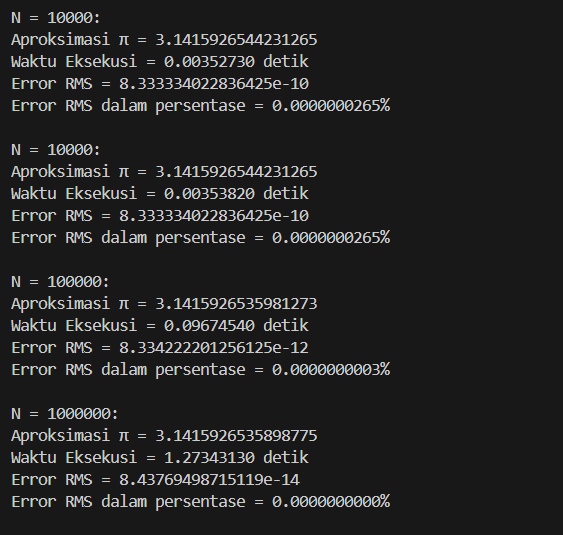 N = 10000:
Aproksimasi π = 3.1415926544231265
Waktu Eksekusi = 0.00352730 detik
Error RMS = 8.333334022836425e-10
Error RMS dalam persentase = 0.0000000265%
N = 10000:
Aproksimasi π = 3.1415926544231265
Waktu Eksekusi = 0.00353820 detik
Error RMS = 8.333334022836425e-10
Error RMS dalam persentase = 0.0000000265%
N = 100000:
Aproksimasi π = 3.1415926535981273
Waktu Eksekusi = 0.09674540 detik
Error RMS = 8.334222201256125e-12
Error RMS dalam persentase = 0.0000000003%
N = 1000000:
Aproksimasi π = 3.1415926535898775
Waktu Eksekusi = 1.27343130 detik
Error RMS = 8.43769498715119e-14
Error RMS dalam persentase = 0.0000000000%